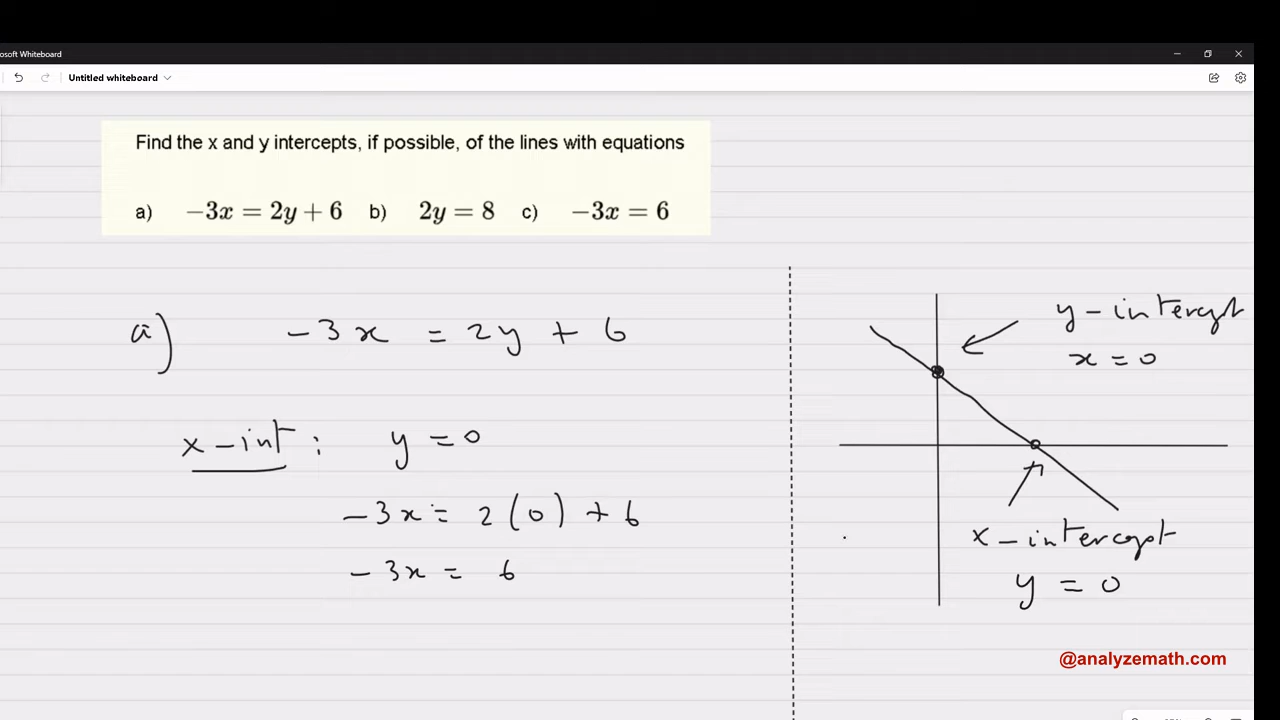 osoft Whiteboard
Untitled whiteboard
Find the x and y intercepts, if possible, of the lines with equations
a) −3x = 2y + 6 b) 2y = 8 c) −3x = 6
a) -3x = 2y + 6
x-int : y = 0
-3x = 2(0) + 6
-3x = 6
y-intercept
x = 0
x-intercept
y = 0
@analyzemath.com